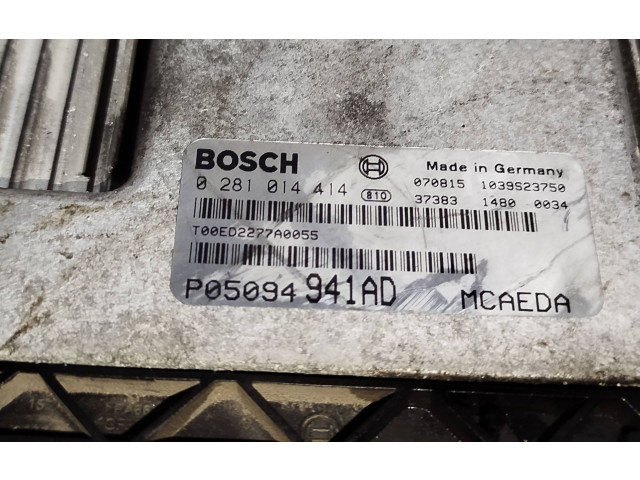 BOSCH Made in Germany
0 281 014 414 810 070815 1039S23750
37383 1480 0034
T00ED2277A0055
P05094 941AD MCAEDA